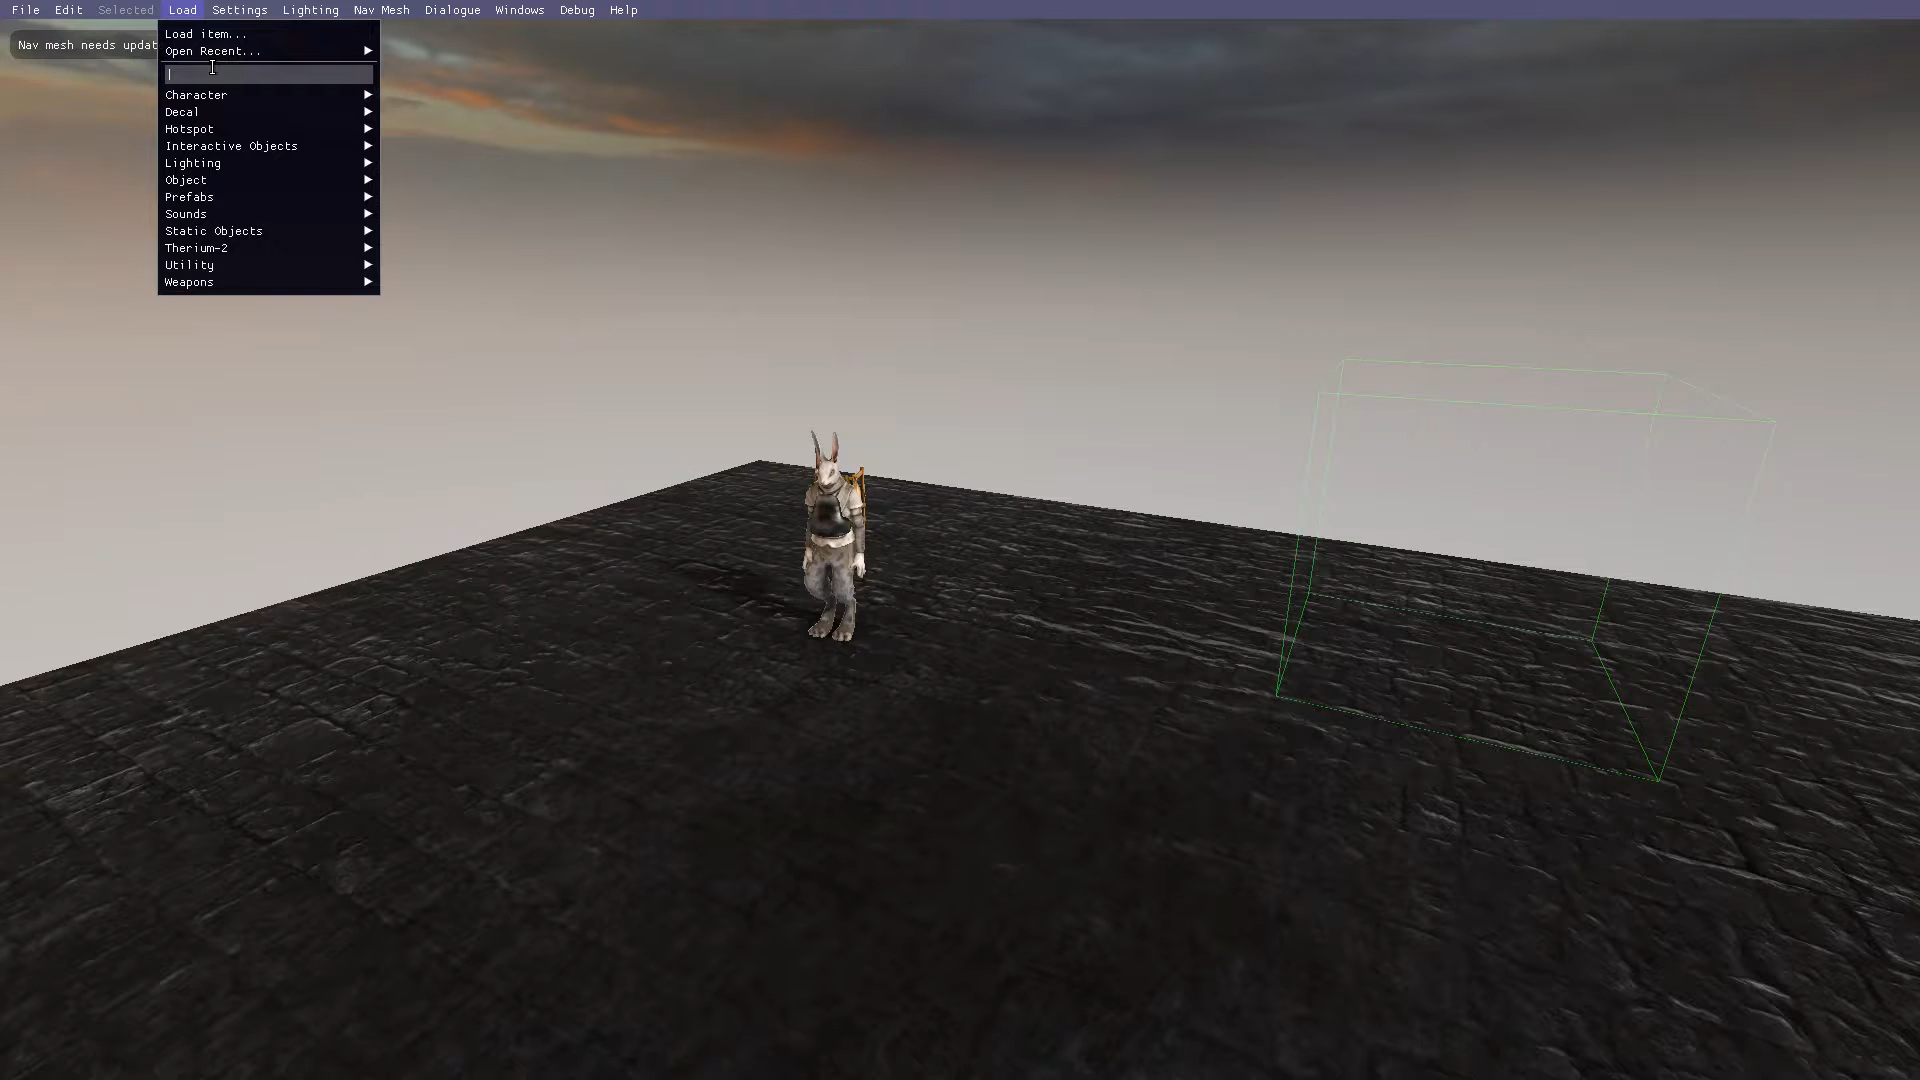 File Edit Selected Load Settings Lighting Nav Mesh Dialogue Windows Debug Help
Nav mesh needs updat
Load item...
Open Recent...
Character
Decal
Hotspot
Interactive Objects
Lighting
Object
Prefabs
Sounds
Static Objects
Therium-2
Utility
Weapons